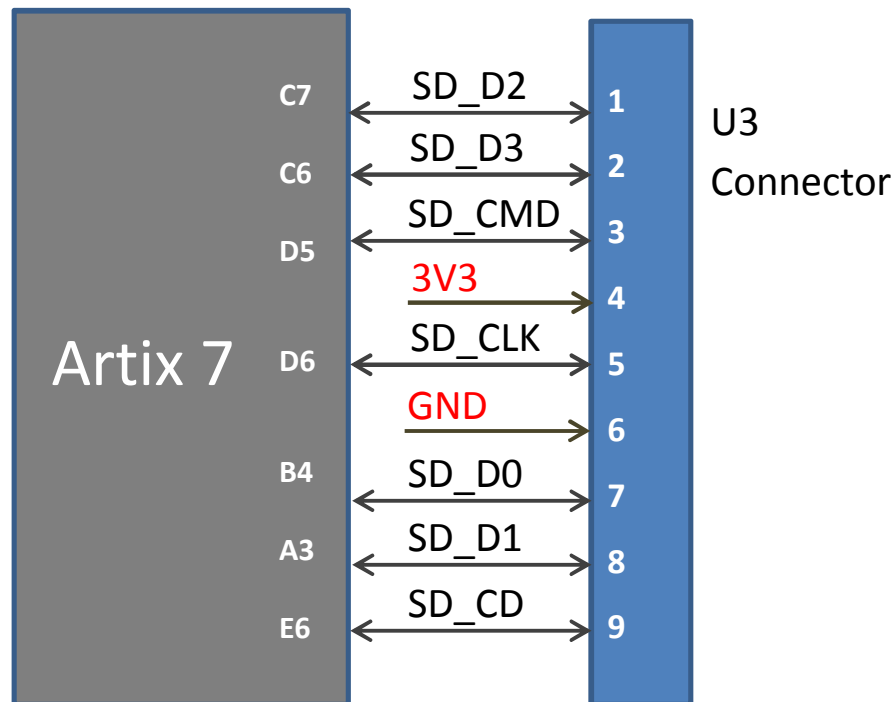 C7 SD_D2 1
U3
Connector
C6 SD_D3 2
D5 SD_CMD 3
3V3 4
Artix 7 D6 SD_CLK 5
GND 6
B4 SD_D0 7
A3 SD_D1 8
E6 SD_CD 9